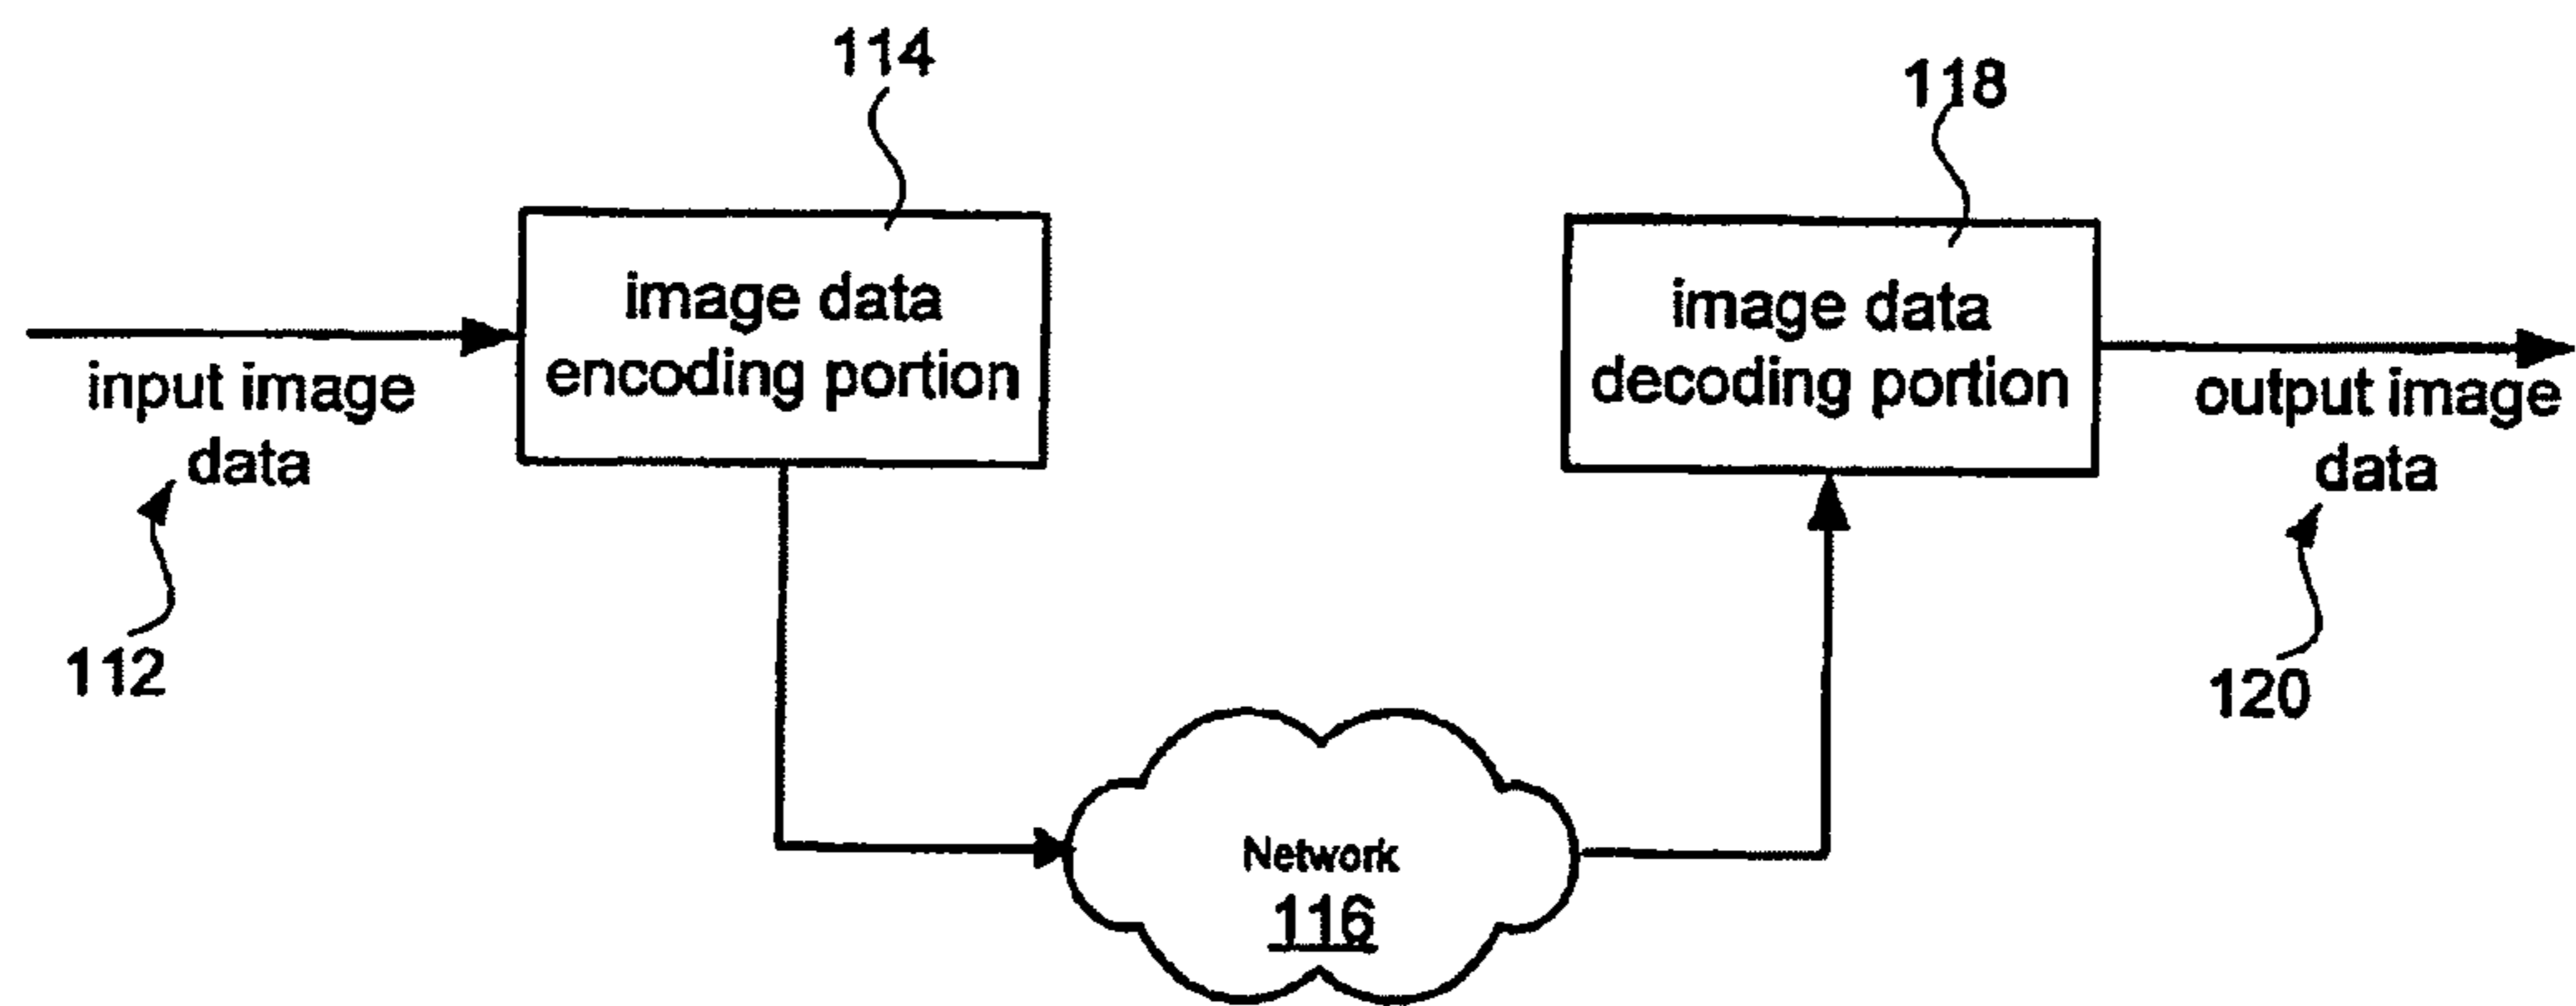 114
118
image data
encoding portion
image data
decoding portion
input image
data
output image
data
112
120
Network
116